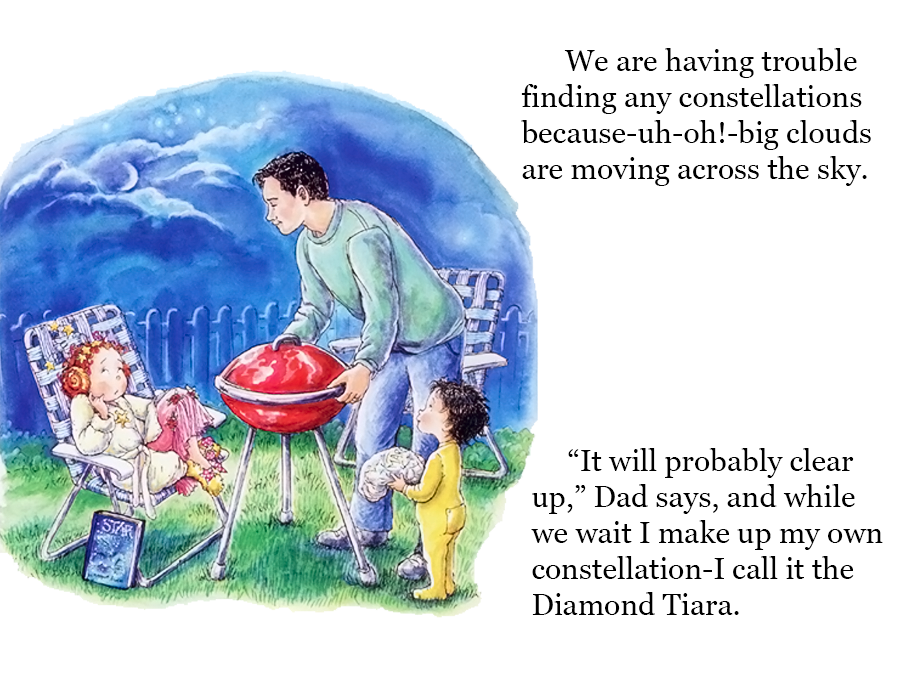 We are having trouble
finding any constellations
because-uh-oh!-big clouds
are moving across the sky.
STAR
“It will probably clear
up,” Dad says, and while
we wait I make up my own
constellation-I call it the
Diamond Tiara.